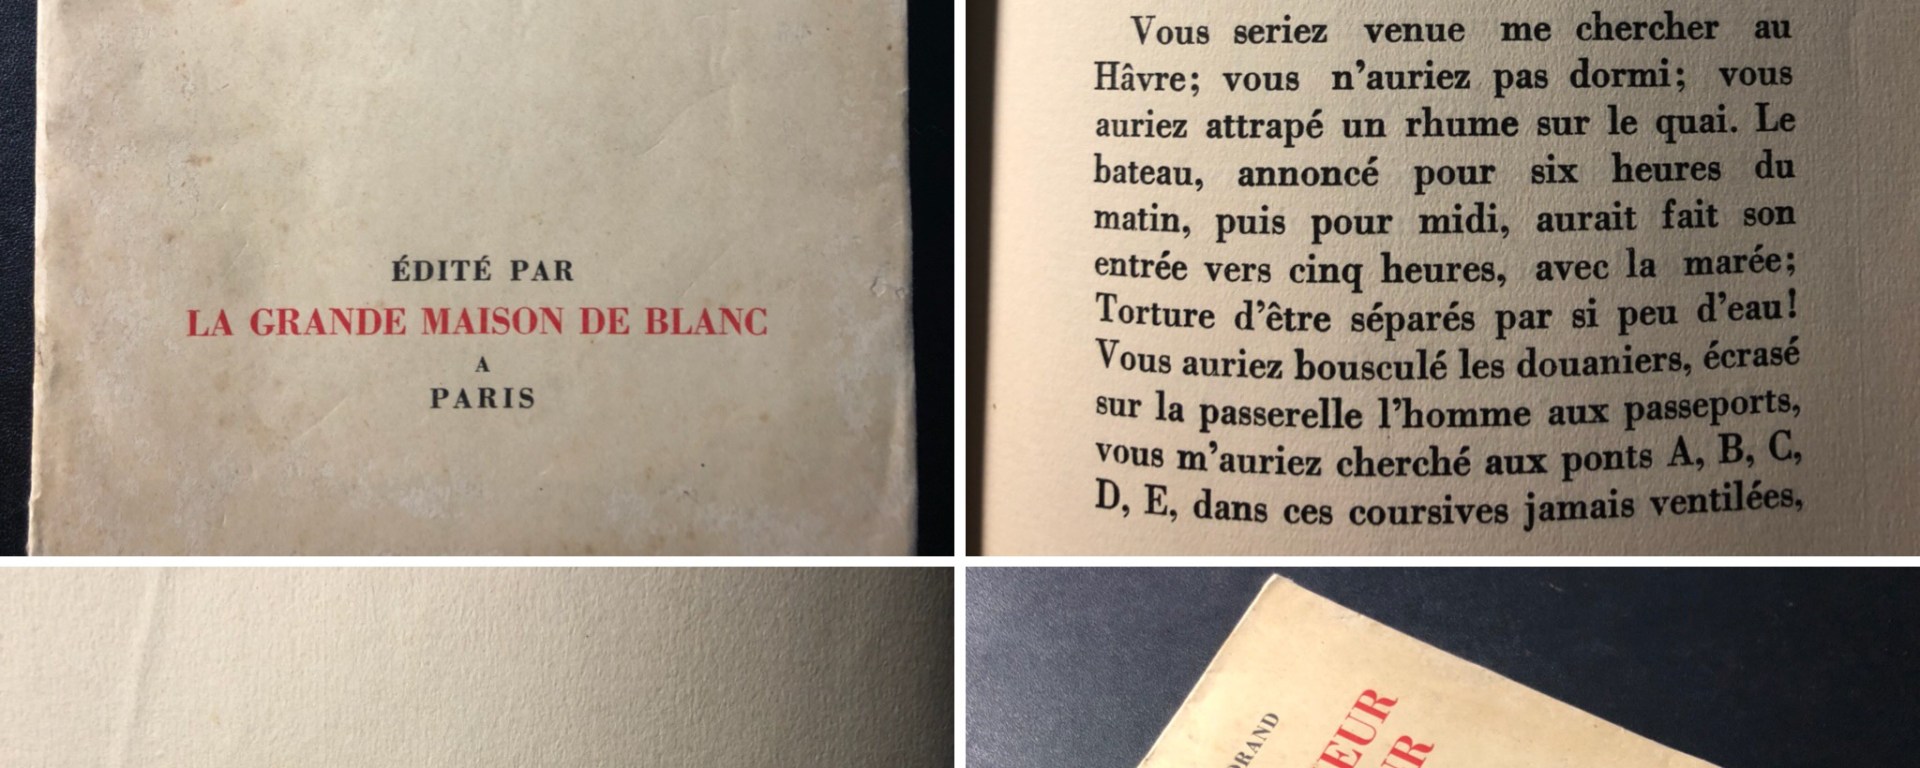 ÉDITÉ PAR
LA GRANDE MAISON DE BLANC
A
PARIS
Vous seriez venue me chercher au
Hâvre; vous n'auriez pas dormi; vous
auriez attrapé un rhume sur le quai. Le
bateau, annoncé pour six heures du
matin, puis pour midi, aurait fait son
entrée vers cinq heures, avec la marée;
Torture d'être séparés par si peu d'eau!
Vous auriez bousculé les douaniers, écrasé
sur la passerelle l'homme aux passeports,
vous m'auriez cherché aux ponts A, B, C,
D, E, dans ces coursives jamais ventilées,